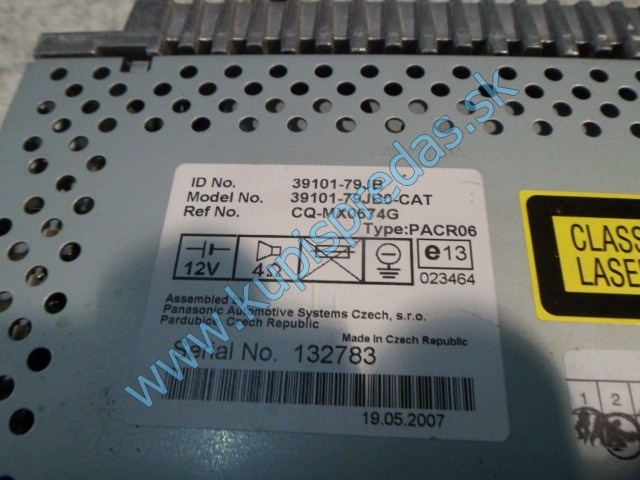 ID No. 39101-79JB
Model No. 39101-79JB0-CAT
Ref No. CQ-MX0674G
Type:PACR06
12V 4Ω e13
023464
Assembled by
Panasonic Automotive Systems Czech, s.r.o.
Pardubice, Czech Republic
Made in Czech Republic
Serial No. 132783
19.05.2007
CLASS
LASER
1 2
www.kupispredas.sk